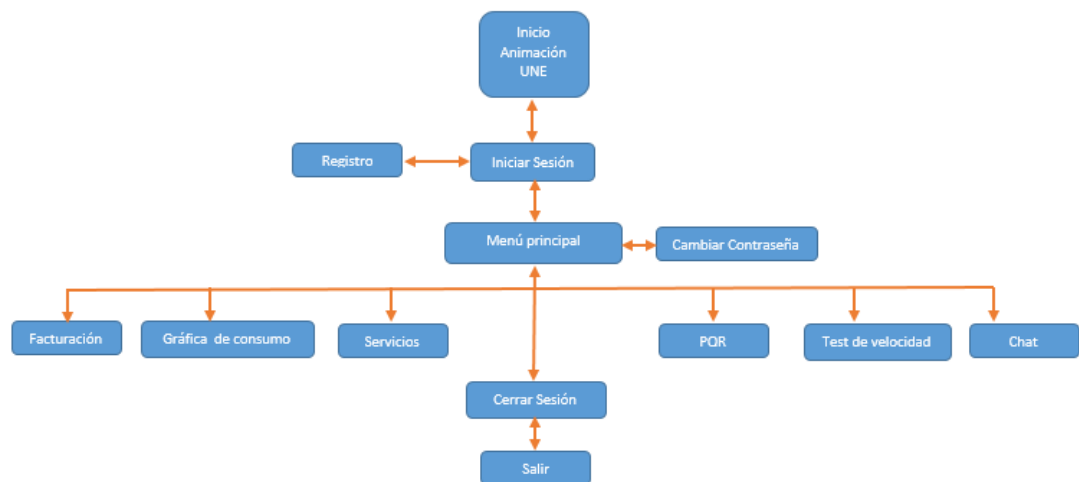 Inicio
Animación
UNE
Registro
Iniciar Sesión
Menú principal
Cambiar Contraseña
Facturación
Gráfica de consumo
Servicios
PQR
Test de velocidad
Chat
Cerrar Sesión
Salir